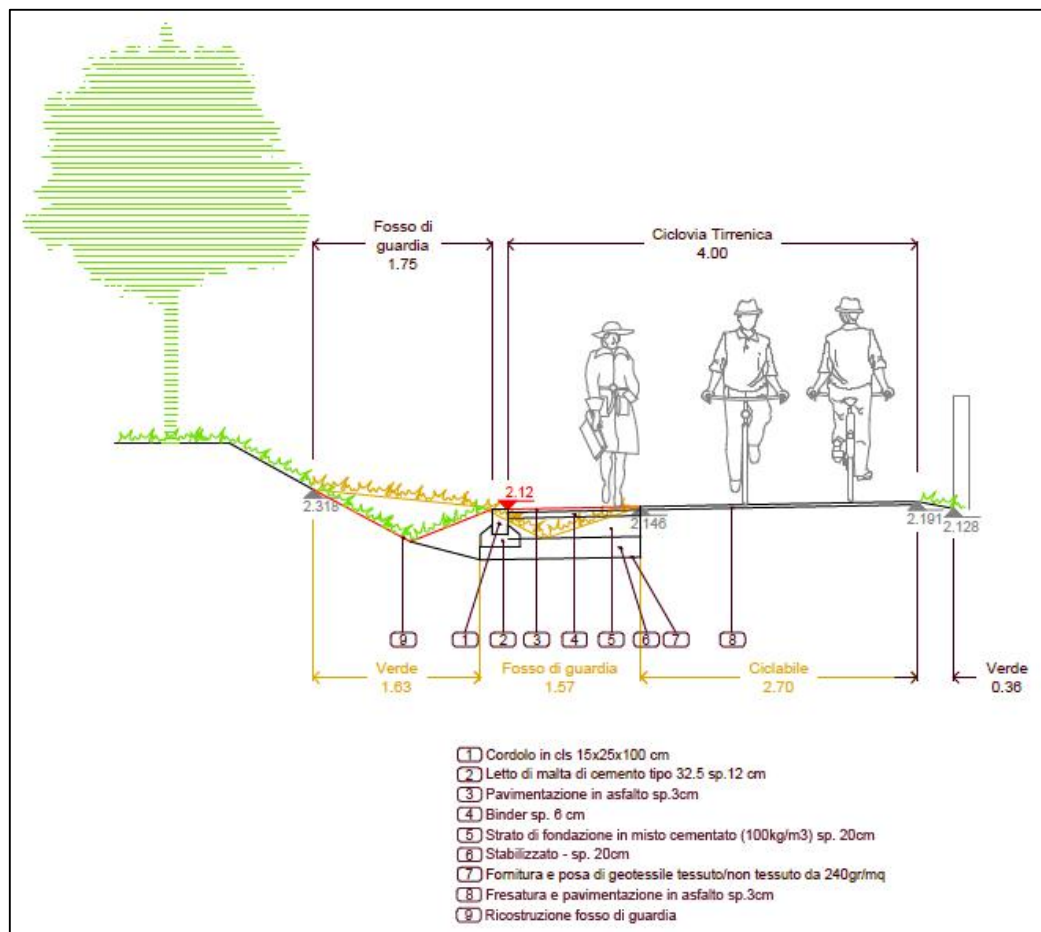 Fosso di
guardia
1.75
Ciclovia Tirrenica
4.00
2.12
2.318
2.146
2.191
2.128
9
1
2
3
4
5
6
7
8
Verde
1.63
Fosso di guardia
1.57
Ciclabile
2.70
Verde
0.36
1 Cordolo in cls 15x25x100 cm
2 Letto di malta di cemento tipo 32.5 sp.12 cm
3 Pavimentazione in asfalto sp.3cm
4 Binder sp. 6 cm
5 Strato di fondazione in misto cementato (100kg/m3) sp. 20cm
6 Stabilizzato - sp. 20cm
7 Fornitura e posa di geotessile tessuto/non tessuto da 240gr/mq
8 Fresatura e pavimentazione in asfalto sp.3cm
9 Ricostruzione fosso di guardia